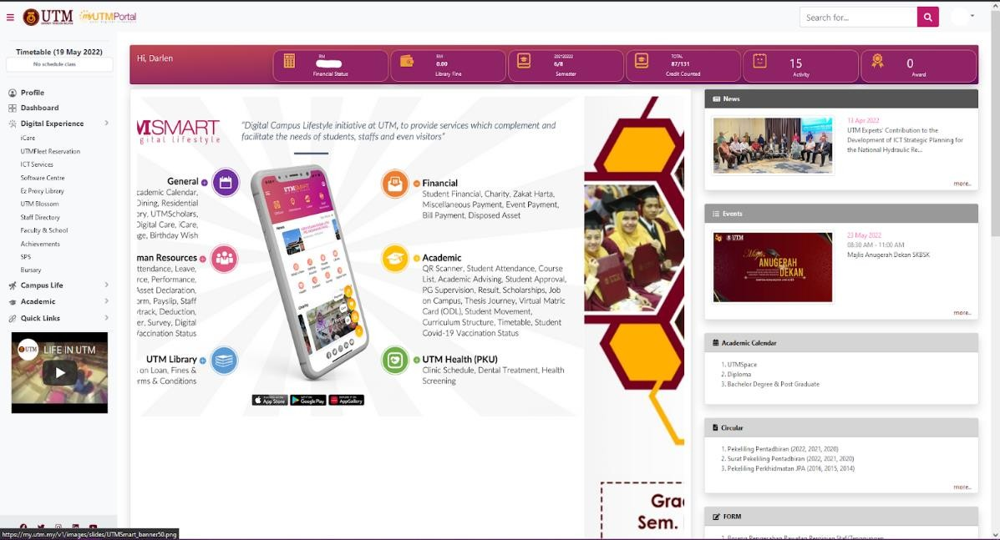 UTM
myUTMPortal
Search for...
Timetable (19 May 2022)
No schedule class
Profile
Dashboard
Digital Experience
iCare
UTMFleet Reservation
ICT Services
Software Centre
Ez Proxy Library
UTM Blossom
Staff Directory
Faculty & School
Achievements
SPS
Bursary
Campus Life
Academic
Quick Links
UTM LIFE IN UTM
https://my.utm.my/v1/images/slides/UTMSmart_banner50.png
Hi, Darlen
RM
Financial Status
RM
0.00
Library Fine
202120222
6/8
Semester
TOTAL
87/131
Credit Counted
15
Activity
0
Award
MSMART
gital lifestyle
"Digital Campus Lifestyle initiative at UTM, to provide services which complement and
facilitate the needs of students, staffs and even visitors"
General
cademic Calendar,
Dining, Residential
ory, UTMScholars,
Digital Care, iCare,
ge, Birthday Wish
man Resources
ttendance, Leave,
rce, Performance,
Asset Declaration,
orm, Payslip, Staff
ytrack, Deduction,
er, Survey, Digital
Vaccination Status
UTM Library
on Loan, Fines &
erms & Conditions
UTMSMART
News
Charity
App Store
Google Play
AppGallery
Financial
Student Financial, Charity, Zakat Harta,
Miscellaneous Payment, Event Payment,
Bill Payment, Disposed Asset
Academic
QR Scanner, Student Attendance, Course
List, Academic Advising, Student Approval,
PG Supervision, Result, Scholarships, Job
on Campus, Thesis Journey, Virtual Matric
Card (ODL), Student Movement,
Curriculum Structure, Timetable, Student
Covid-19 Vaccination Status
UTM Health (PKU)
Clinic Schedule, Dental Treatment, Health
Screening
Gra
Sem.
News
13 Apr 2022
UTM Experts' Contribution to the
Development of ICT Strategic Planning for
the National Hydraulic Re...
more..
Events
UTM
Majlis
ANUGERAH
DEKAN
23 May 2022
08:30 AM - 11:00 AM
Majlis Anugerah Dekan SKBSK
more..
Academic Calendar
1. UTMSpace
2. Diploma
3. Bachelor Degree & Post Graduate
Circular
1. Pekeliling Pentadbiran (2022, 2021, 2020)
2. Surat Pekeliling Pentadbiran (2022, 2021, 2020)
3. Pekeliling Perkhidmatan JPA (2016, 2015, 2014)
more..
FORM